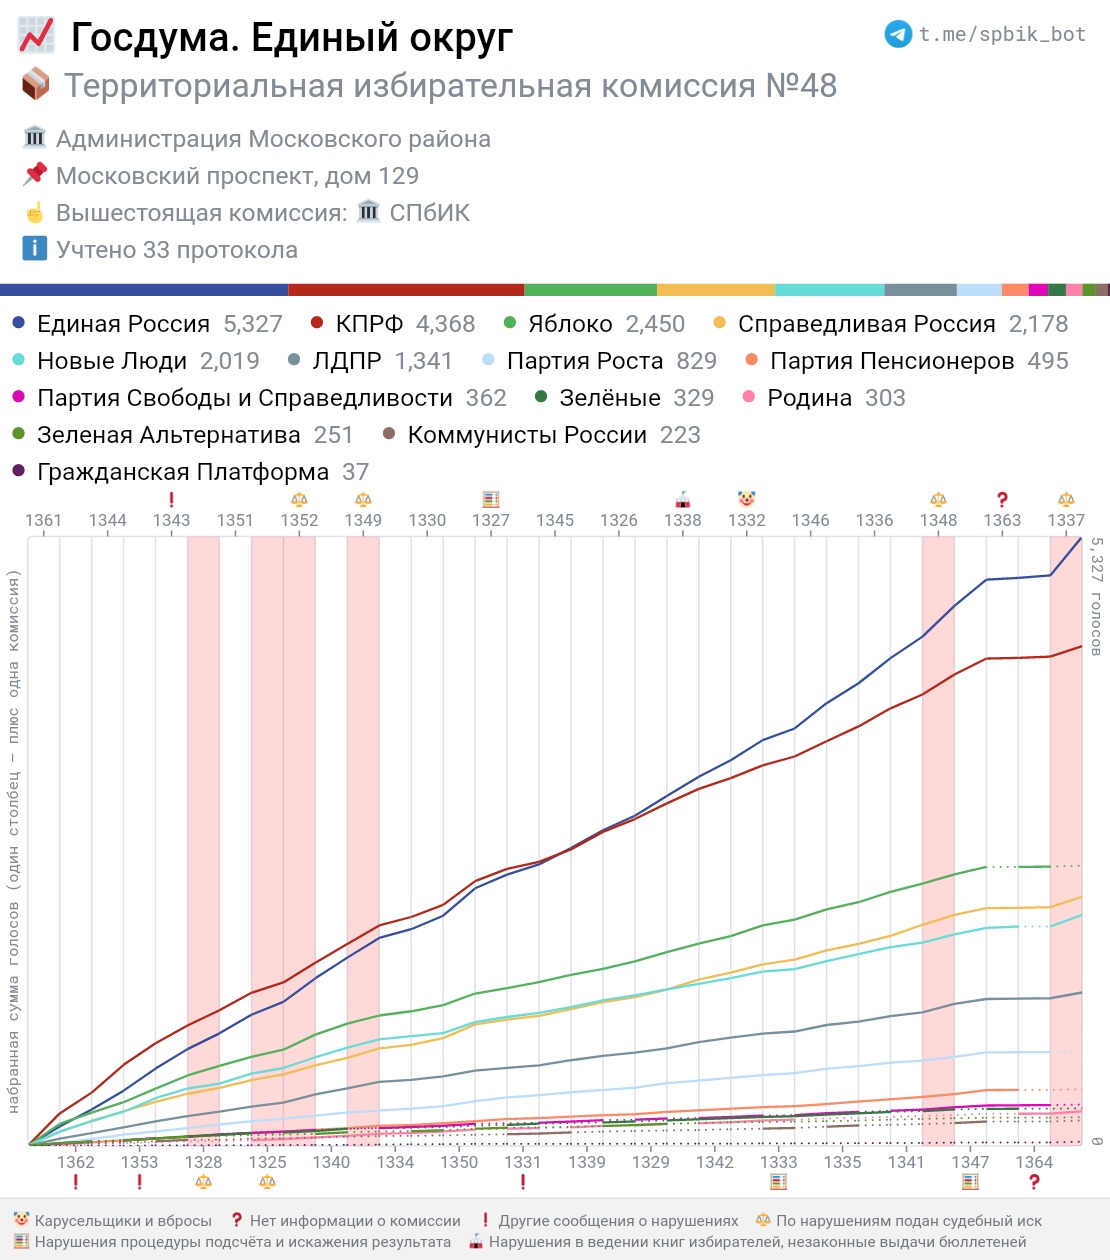 Госдума. Единый округ
t.me/spbik_bot
Территориальная избирательная комиссия №48
Администрация Московского района
Московский проспект, дом 129
Вышестоящая комиссия: СПбИК
Учтено 33 протокола
Единая Россия 5,327 КПРФ 4,368 Яблоко 2,450 Справедливая Россия 2,178
Новые Люди 2,019 ЛДПР 1,341 Партия Роста 829 Партия Пенсионеров 495
Партия Свободы и Справедливости 362 Зелёные 329 Родина 303
Зеленая Альтернатива 251 Коммунисты России 223
Гражданская Платформа 37
1361 1344 1343 1351 1352 1349 1330 1327 1345 1326 1338 1332 1346 1336 1348 1363 1337
5,327 голосов
набранная сумма голосов (один столбец — плюс одна комиссия)
0
1362 1353 1328 1325 1340 1334 1350 1331 1339 1329 1342 1333 1335 1341 1347 1364
Карусельщики и вбросы Нет информации о комиссии Другие сообщения о нарушениях По нарушениям подан судебный иск
Нарушения процедуры подсчёта и искажения результата Нарушения в ведении книг избирателей, незаконные выдачи бюллетеней